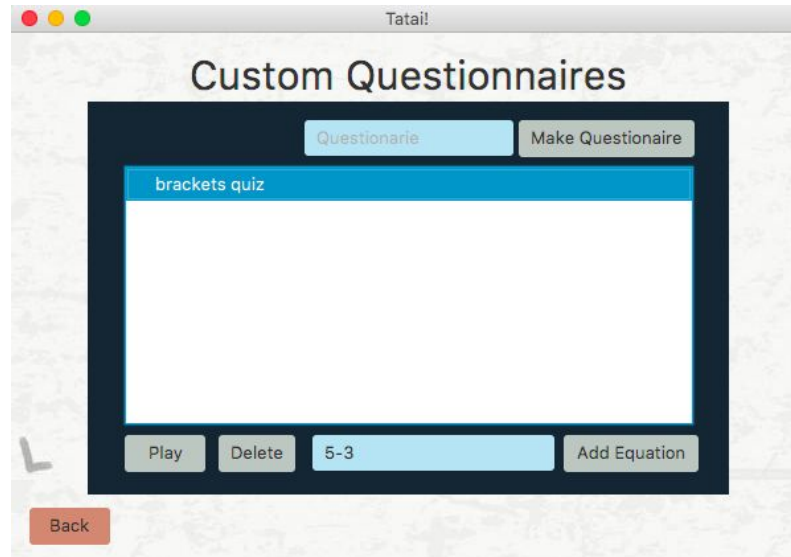 Tatai!
Custom Questionnaires
Questionarie
Make Questionaire
brackets quiz
Play
Delete
5-3
Add Equation
Back